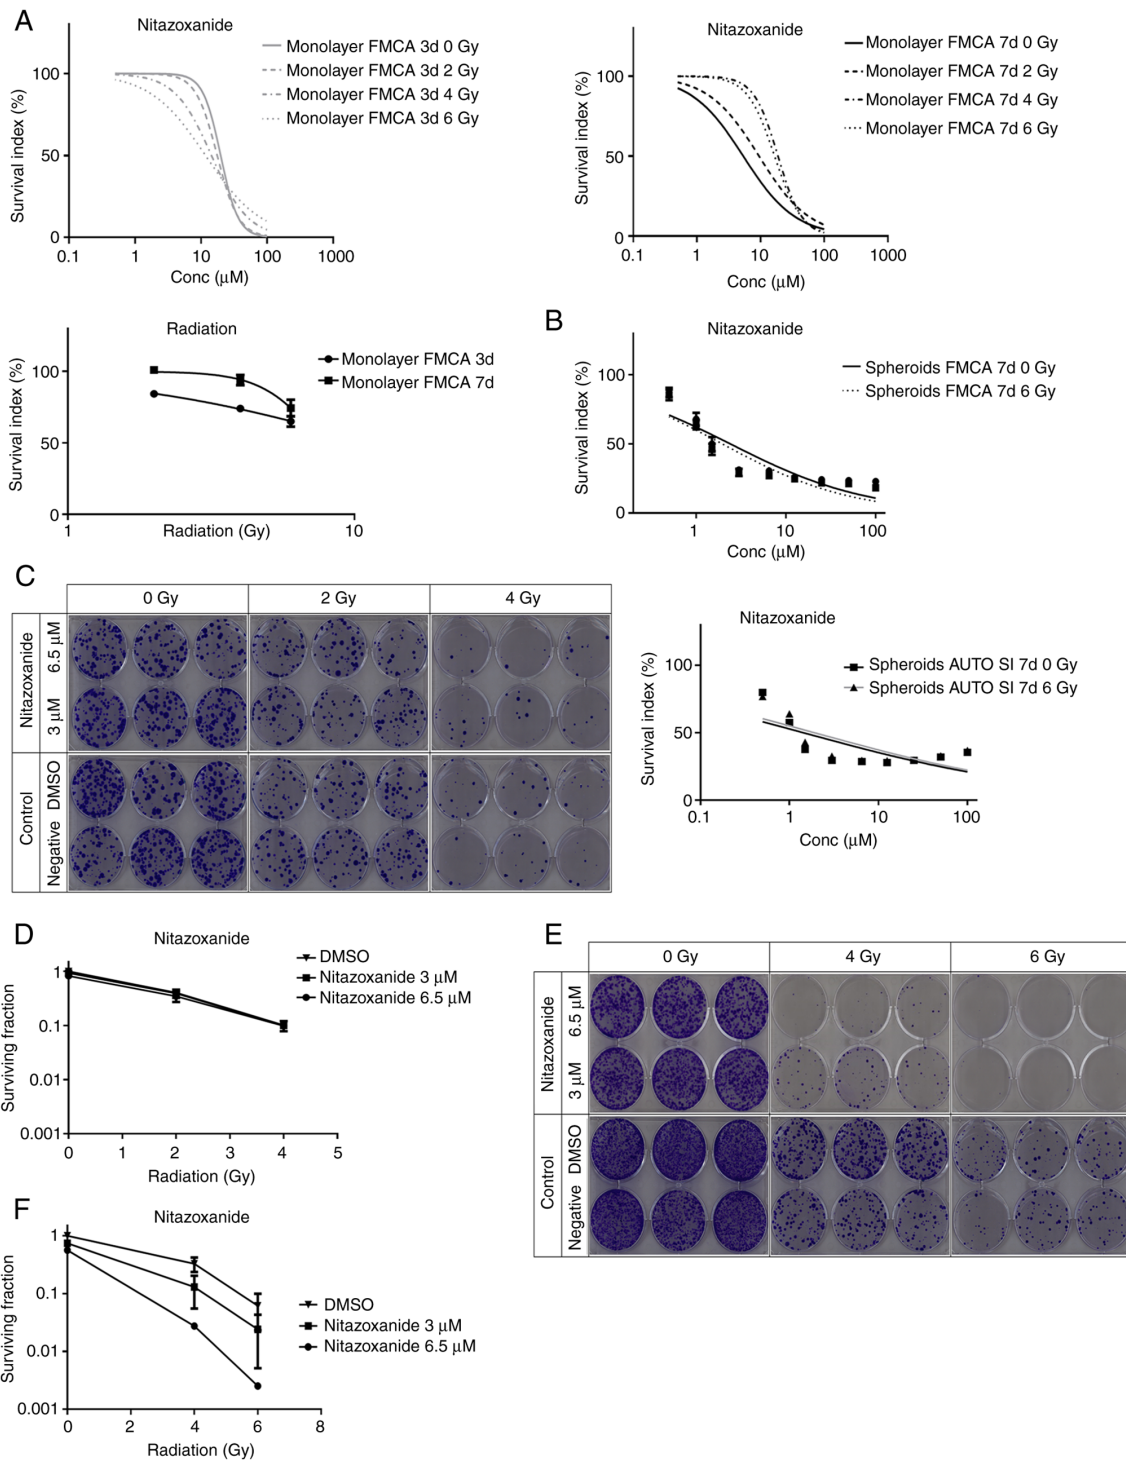 A
Nitazoxanide
Monolayer FMCA 3d 0 Gy
Monolayer FMCA 3d 2 Gy
Monolayer FMCA 3d 4 Gy
Monolayer FMCA 3d 6 Gy
Survival index (%)
100
50
0
0.1 1 10 100 1000
Conc (μM)
Nitazoxanide
Monolayer FMCA 7d 0 Gy
Monolayer FMCA 7d 2 Gy
Monolayer FMCA 7d 4 Gy
Monolayer FMCA 7d 6 Gy
Survival index (%)
100
50
0
0.1 1 10 100 1000
Conc (μM)
Radiation
Monolayer FMCA 3d
Monolayer FMCA 7d
Survival index (%)
100
50
0
1 10
Radiation (Gy)
B
Nitazoxanide
Spheroids FMCA 7d 0 Gy
Spheroids FMCA 7d 6 Gy
Survival index (%)
100
50
0
1 10 100
Conc (μM)
Nitazoxanide
Spheroids AUTO SI 7d 0 Gy
Spheroids AUTO SI 7d 6 Gy
Survival index (%)
100
50
0
0.1 1 10 100
Conc (μM)
C
0 Gy 2 Gy 4 Gy
Nitazoxanide
6.5 μM
3 μM
Control
DMSO
Negative
D
Nitazoxanide
DMSO
Nitazoxanide 3 μM
Nitazoxanide 6.5 μM
Surviving fraction
1
0.1
0.01
0.001
0 1 2 3 4 5
Radiation (Gy)
E
0 Gy 4 Gy 6 Gy
Nitazoxanide
6.5 μM
3 μM
Control
DMSO
Negative
F
Nitazoxanide
DMSO
Nitazoxanide 3 μM
Nitazoxanide 6.5 μM
Surviving fraction
1
0.1
0.01
0.001
0 2 4 6 8
Radiation (Gy)